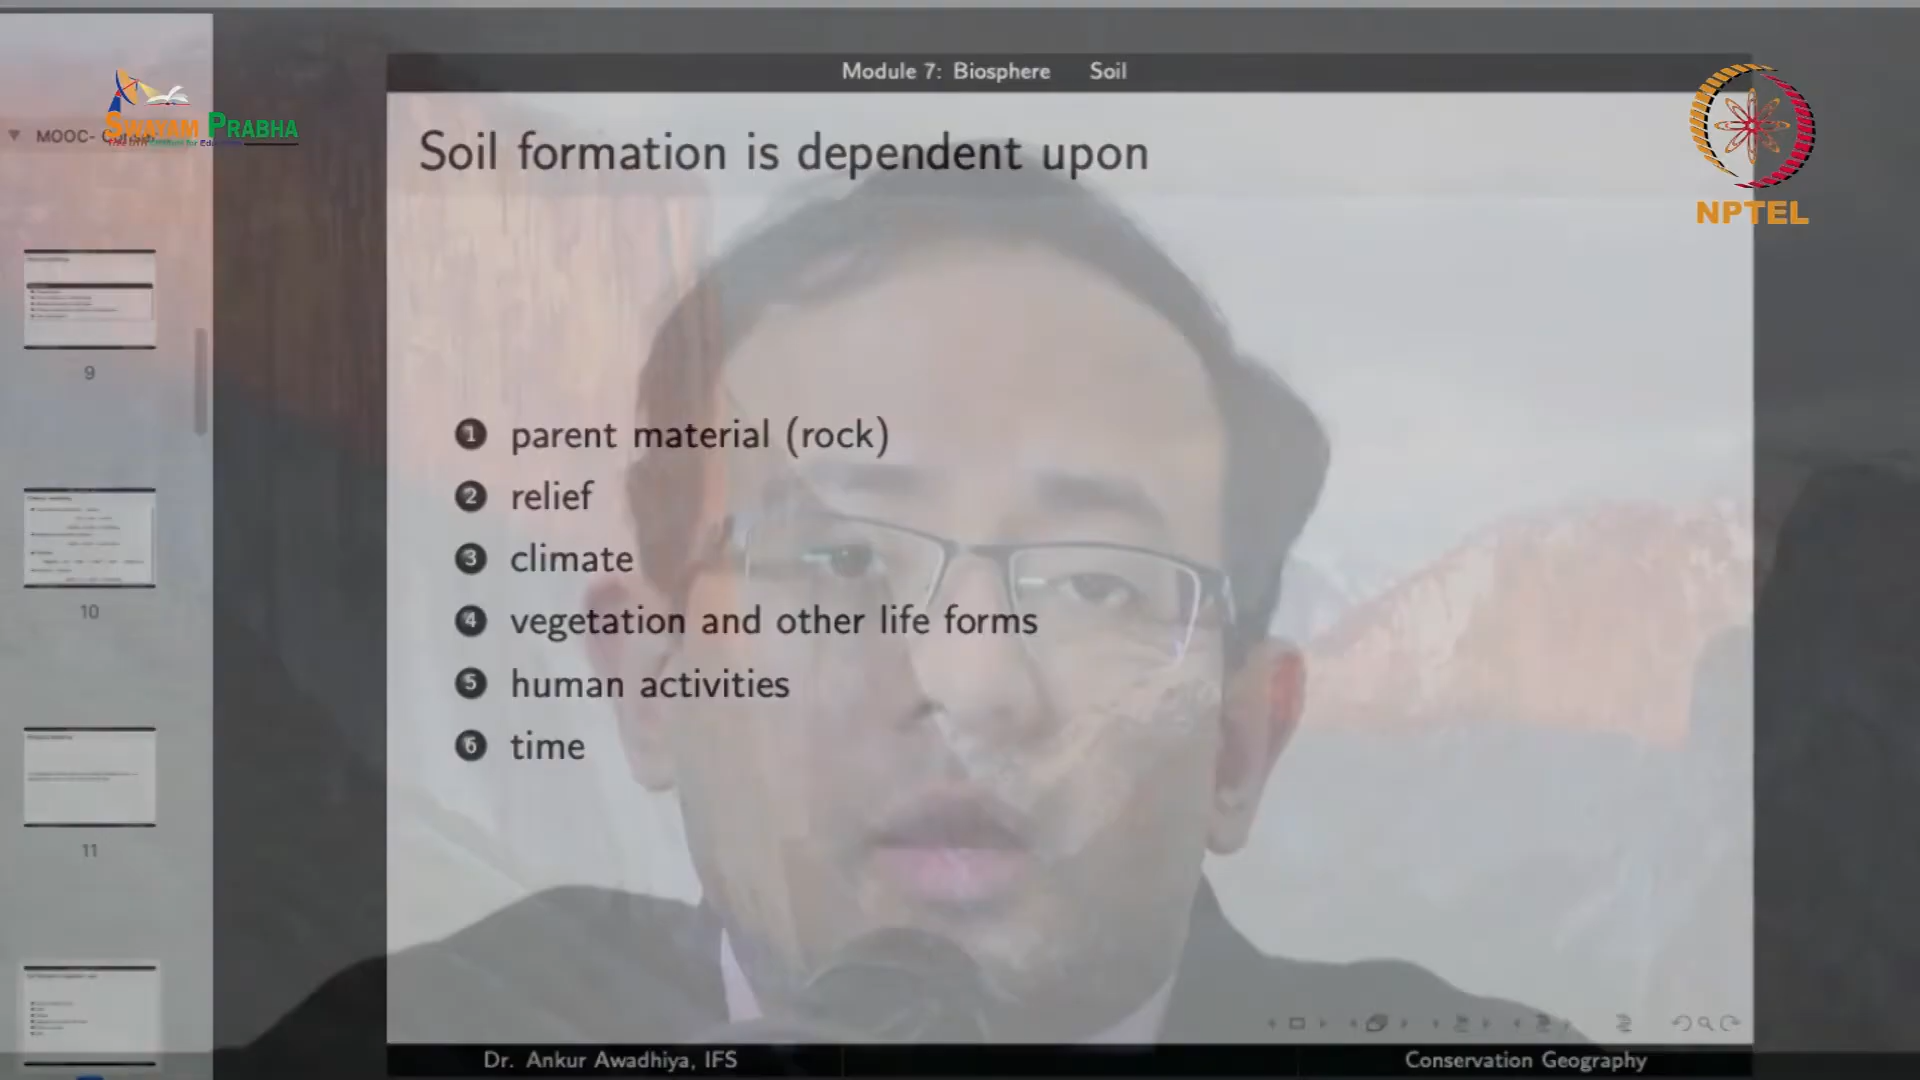 Module 7: Biosphere Soil
SWAYAM PRABHA
MOOC-
NPTEL
Soil formation is dependent upon
1 parent material (rock)
2 relief
3 climate
4 vegetation and other life forms
5 human activities
6 time
9
10
11
Dr. Ankur Awadhiya, IFS
Conservation Geography